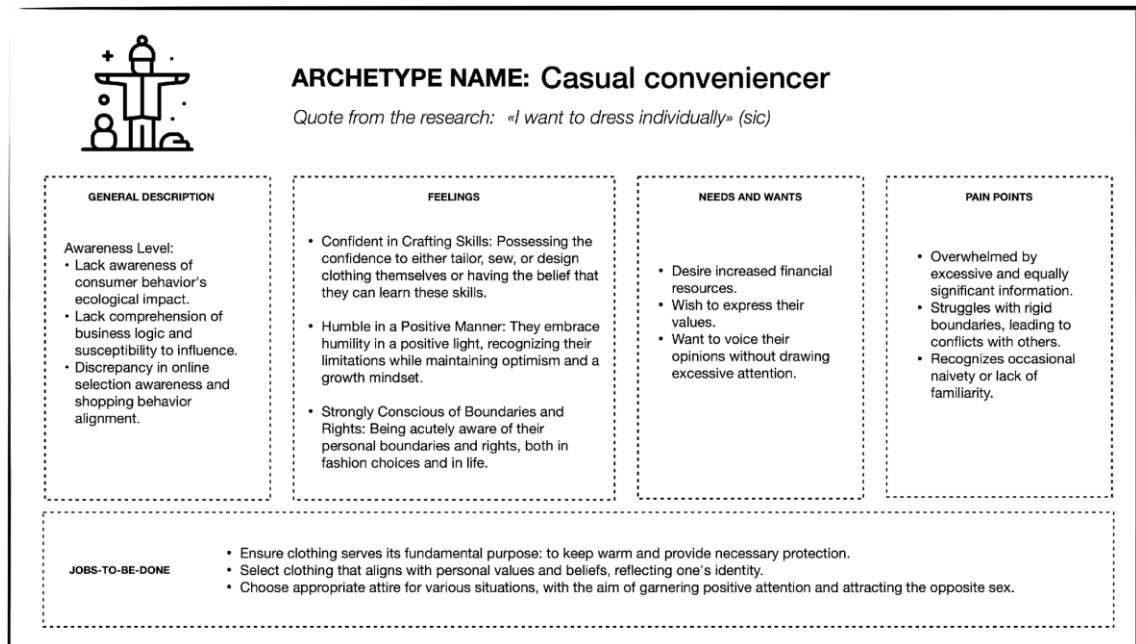 ARCHETYPE NAME: Casual conveniencer
Quote from the research: «I want to dress individually» (sic)
GENERAL DESCRIPTION
Awareness Level:
• Lack awareness of
consumer behavior's
ecological impact.
• Lack comprehension of
business logic and
susceptibility to influence.
• Discrepancy in online
selection awareness and
shopping behavior
alignment.
FEELINGS
• Confident in Crafting Skills: Possessing the
confidence to either tailor, sew, or design
clothing themselves or having the belief that
they can learn these skills.
• Humble in a Positive Manner: They embrace
humility in a positive light, recognizing their
limitations while maintaining optimism and a
growth mindset.
• Strongly Conscious of Boundaries and
Rights: Being acutely aware of their
personal boundaries and rights, both in
fashion choices and in life.
NEEDS AND WANTS
• Desire increased financial
resources.
• Wish to express their
values.
• Want to voice their
opinions without drawing
excessive attention.
PAIN POINTS
• Overwhelmed by
excessive and equally
significant information.
• Struggles with rigid
boundaries, leading to
conflicts with others.
• Recognizes occasional
naivety or lack of
familiarity.
JOBS-TO-BE-DONE
• Ensure clothing serves its fundamental purpose: to keep warm and provide necessary protection.
• Select clothing that aligns with personal values and beliefs, reflecting one's identity.
• Choose appropriate attire for various situations, with the aim of garnering positive attention and attracting the opposite sex.